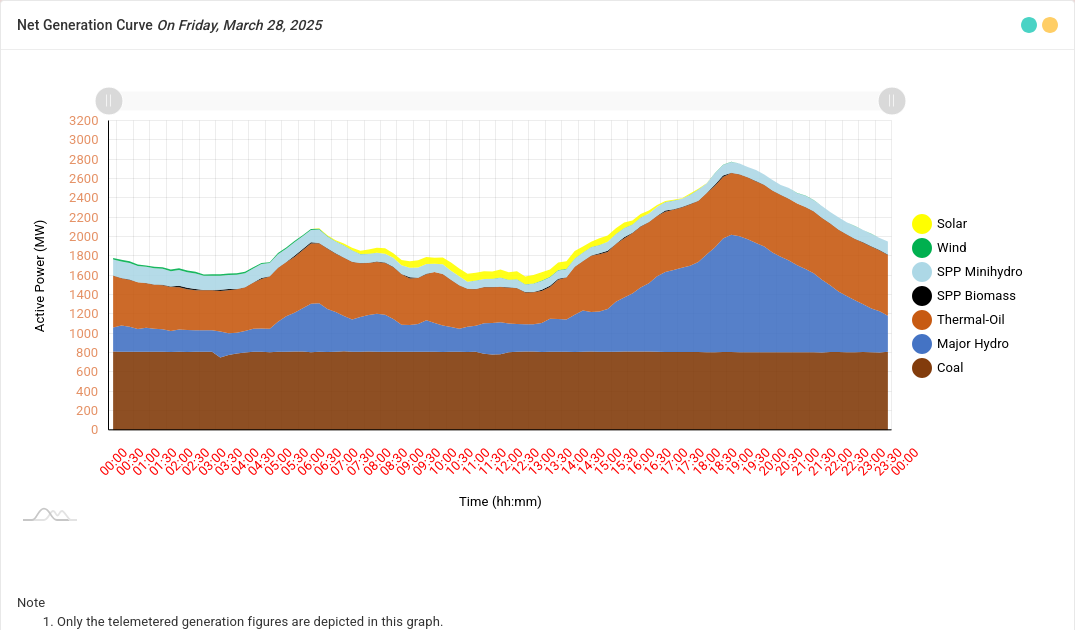 Net Generation Curve On Friday, March 28, 2025
3200
3000
2800
2600
2400
2200
2000
1800
1600
1400
1200
1000
800
600
400
200
0
Active Power (MW)
00:00 00:30 01:00 01:30 02:00 02:30 03:00 03:30 04:00 04:30 05:00 05:30 06:00 06:30 07:00 07:30 08:00 08:30 09:00 09:30 10:00 10:30 11:00 11:30 12:00 12:30 13:00 13:30 14:00 14:30 15:00 15:30 16:00 16:30 17:00 17:30 18:00 18:30 19:00 19:30 20:00 20:30 21:00 21:30 22:00 22:30 23:00 23:30 00:00
Time (hh:mm)
Solar
Wind
SPP Minihydro
SPP Biomass
Thermal-Oil
Major Hydro
Coal
Note
1. Only the telemetered generation figures are depicted in this graph.